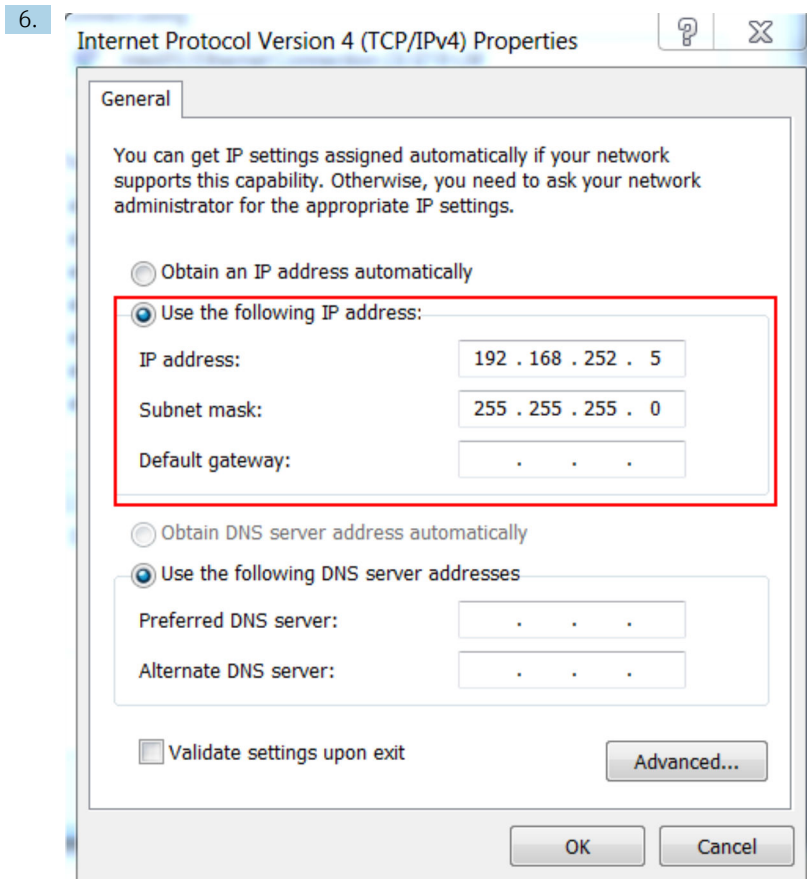 6.
Internet Protocol Version 4 (TCP/IPv4) Properties
General
You can get IP settings assigned automatically if your network
supports this capability. Otherwise, you need to ask your network
administrator for the appropriate IP settings.
Obtain an IP address automatically
Use the following IP address:
IP address: 192 . 168 . 252 . 5
Subnet mask: 255 . 255 . 255 . 0
Default gateway: . . .
Obtain DNS server address automatically
Use the following DNS server addresses
Preferred DNS server: . . .
Alternate DNS server: . . .
Validate settings upon exit
Advanced...
OK Cancel